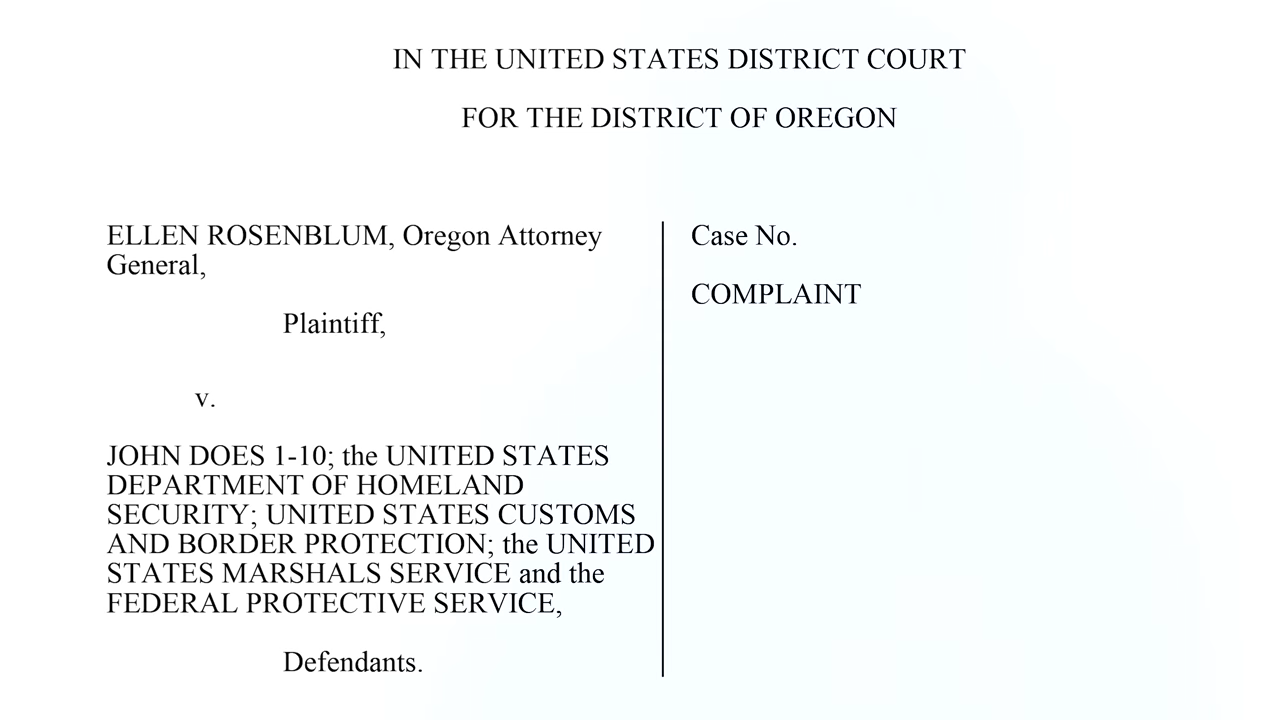 IN THE UNITED STATES DISTRICT COURT
FOR THE DISTRICT OF OREGON
ELLEN ROSENBLUM, Oregon Attorney
General,
Plaintiff,
v.
JOHN DOES 1-10; the UNITED STATES
DEPARTMENT OF HOMELAND
SECURITY; UNITED STATES CUSTOMS
AND BORDER PROTECTION; the UNITED
STATES MARSHALS SERVICE and the
FEDERAL PROTECTIVE SERVICE,
Defendants.
Case No.
COMPLAINT